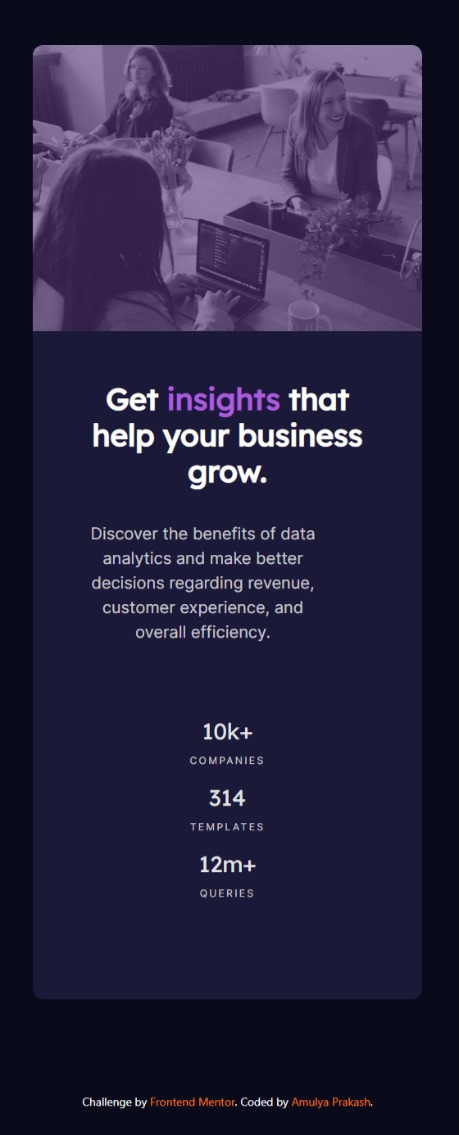 Get insights that
help your business
grow.
Discover the benefits of data
analytics and make better
decisions regarding revenue,
customer experience, and
overall efficiency.
10k+
COMPANIES
314
TEMPLATES
12m+
QUERIES
Challenge by Frontend Mentor. Coded by Amulya Prakash.